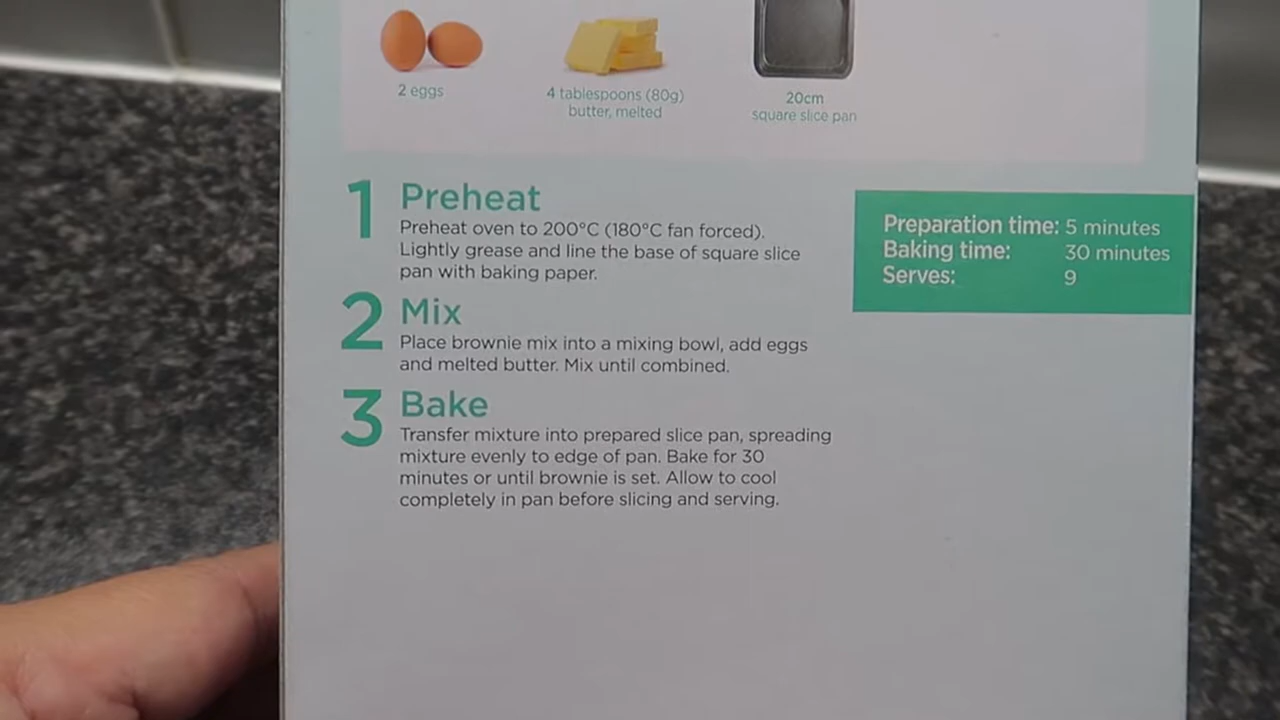 2 eggs
4 tablespoons (80g)
butter, melted
20cm
square slice pan
1 Preheat
Preheat oven to 200°C (180°C fan forced).
Lightly grease and line the base of square slice
pan with baking paper.
2 Mix
Place brownie mix into a mixing bowl, add eggs
and melted butter. Mix until combined.
3 Bake
Transfer mixture into prepared slice pan, spreading
mixture evenly to edge of pan. Bake for 30
minutes or until brownie is set. Allow to cool
completely in pan before slicing and serving.
Preparation time: 5 minutes
Baking time: 30 minutes
Serves: 9